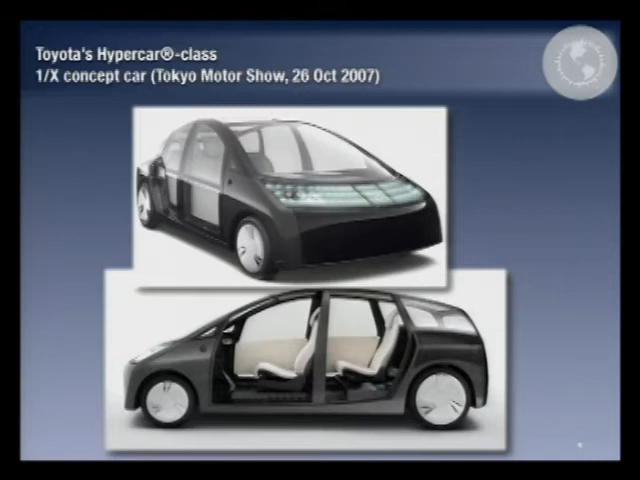 Toyota's Hypercar®-class
1/X concept car (Tokyo Motor Show, 26 Oct 2007)